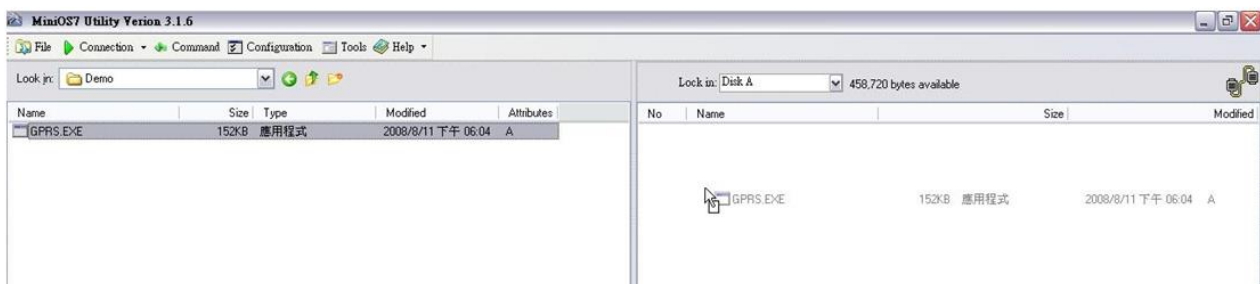 MiniOS7 Utility Verion 3.1.6
File Connection Command Configuration Tools Help
Look jn: Demo
Lock in: Disk A 458,720 bytes available
Name Size Type Modified Attributes
No Name Size Modified
GPRS.EXE 152KB 應用程式 2008/8/11 下午 06:04 A
GPRS.EXE 152KB 應用程式 2008/8/11 下午 06:04 A